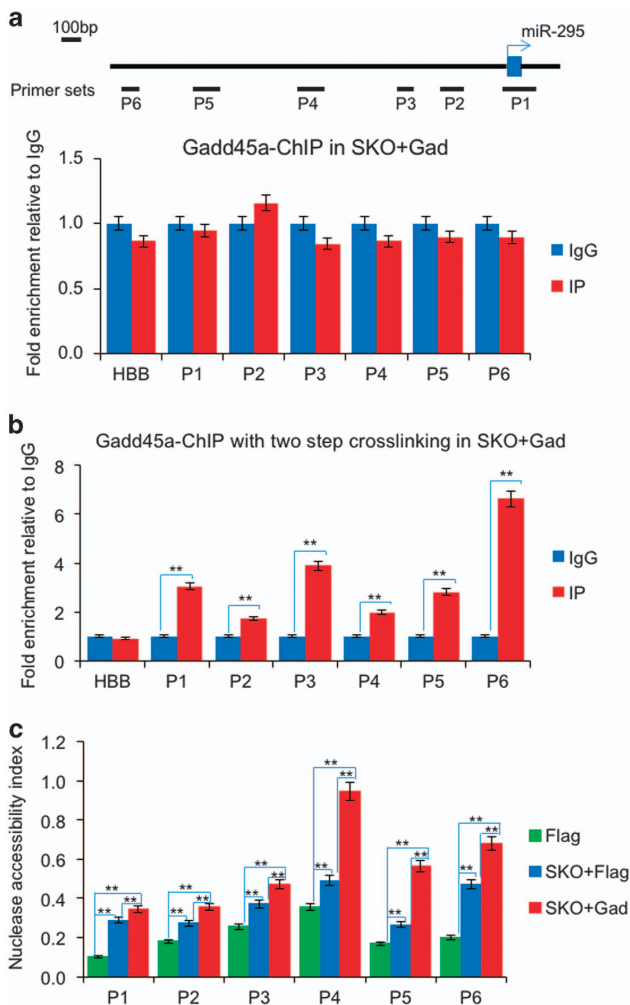 a
100bp
miR-295
Primer sets
P6 P5 P4 P3 P2 P1
Gadd45a-ChIP in SKO+Gad
Fold enrichment relative to IgG
1.5
1.0
0.5
0.0
HBB P1 P2 P3 P4 P5 P6
IgG
IP
b
Gadd45a-ChIP with two step crosslinking in SKO+Gad
Fold enrichment relative to IgG
8
6
4
2
0
** ** ** ** ** **
HBB P1 P2 P3 P4 P5 P6
IgG
IP
c
Nuclease accessibility index
1.2
1.0
0.8
0.6
0.4
0.2
0.0
** ** **
** ** **
** ** **
** ** **
** ** **
** ** **
P1 P2 P3 P4 P5 P6
Flag
SKO+Flag
SKO+Gad